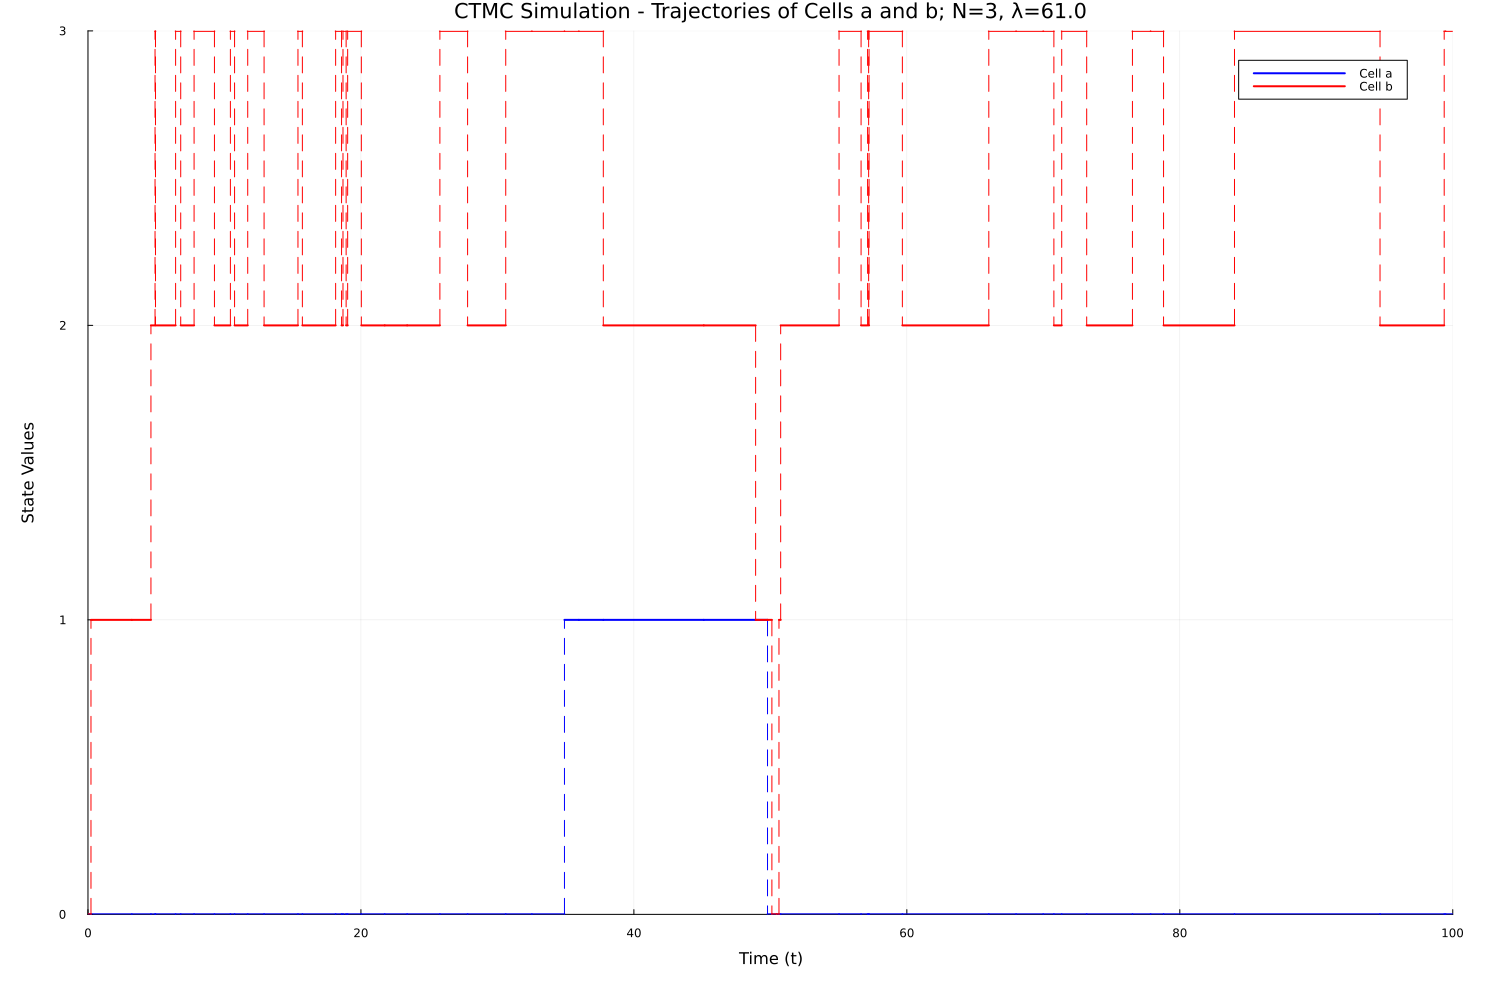 CTMC Simulation - Trajectories of Cells a and b; N=3, λ=61.0
3
Cell a
Cell b
2
State Values
1
0
0 20 40 60 80 100
Time (t)